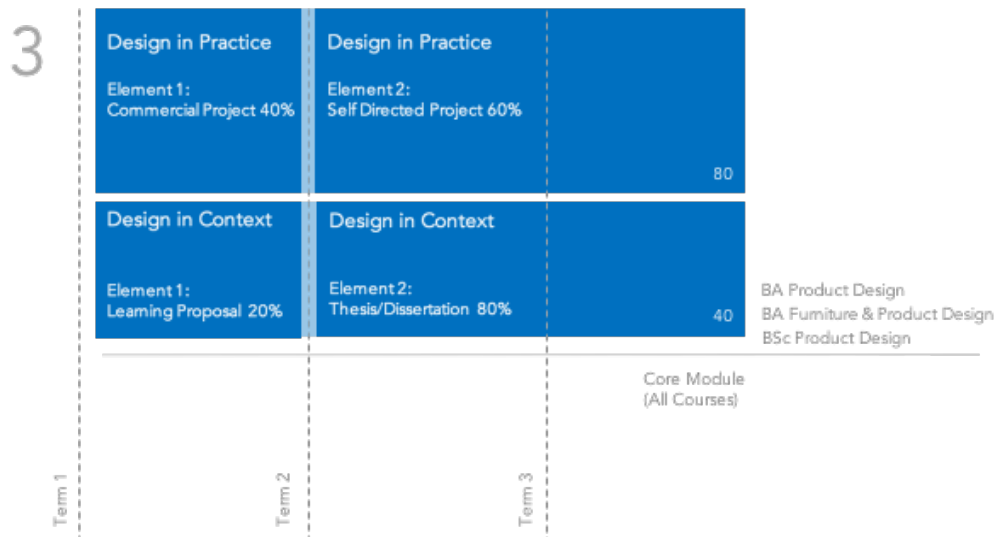 3
Design in Practice
Element 1:
Commercial Project 40%
Design in Practice
Element 2:
Self Directed Project 60%
80
Design in Context
Element 1:
Learning Proposal 20%
Design in Context
Element 2:
Thesis/Dissertation 80%
40
BA Product Design
BA Furniture & Product Design
BSc Product Design
Core Module
(All Courses)
Term 1
Term 2
Term 3